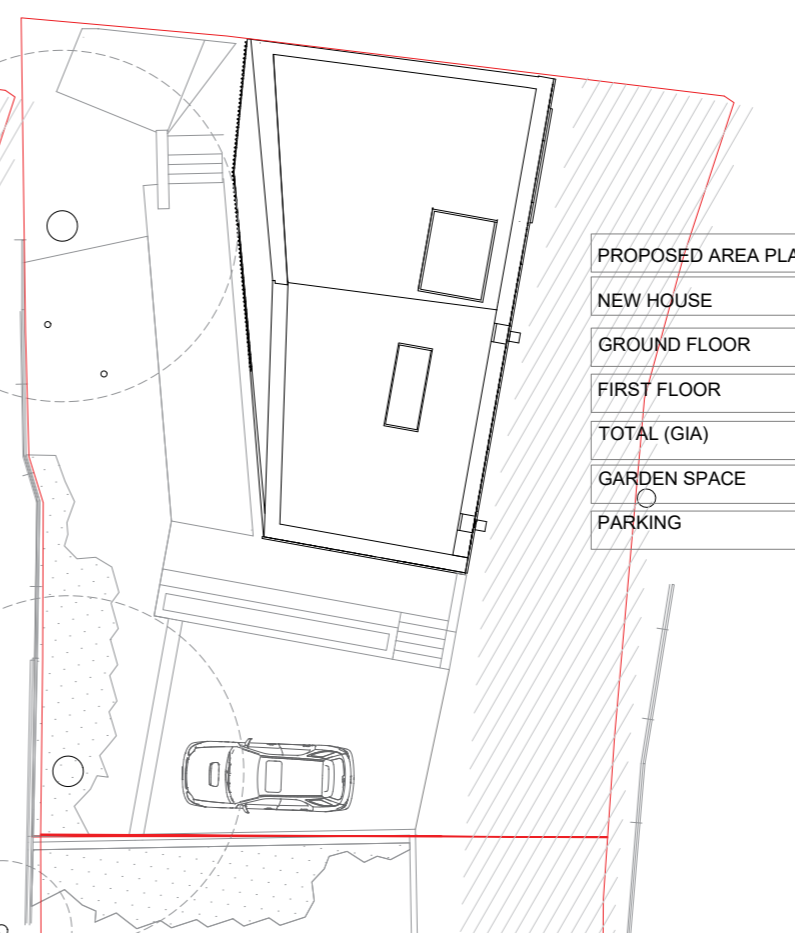 PROPOSED AREA PLA
NEW HOUSE
GROUND FLOOR
FIRST FLOOR
TOTAL (GIA)
GARDEN SPACE
PARKING